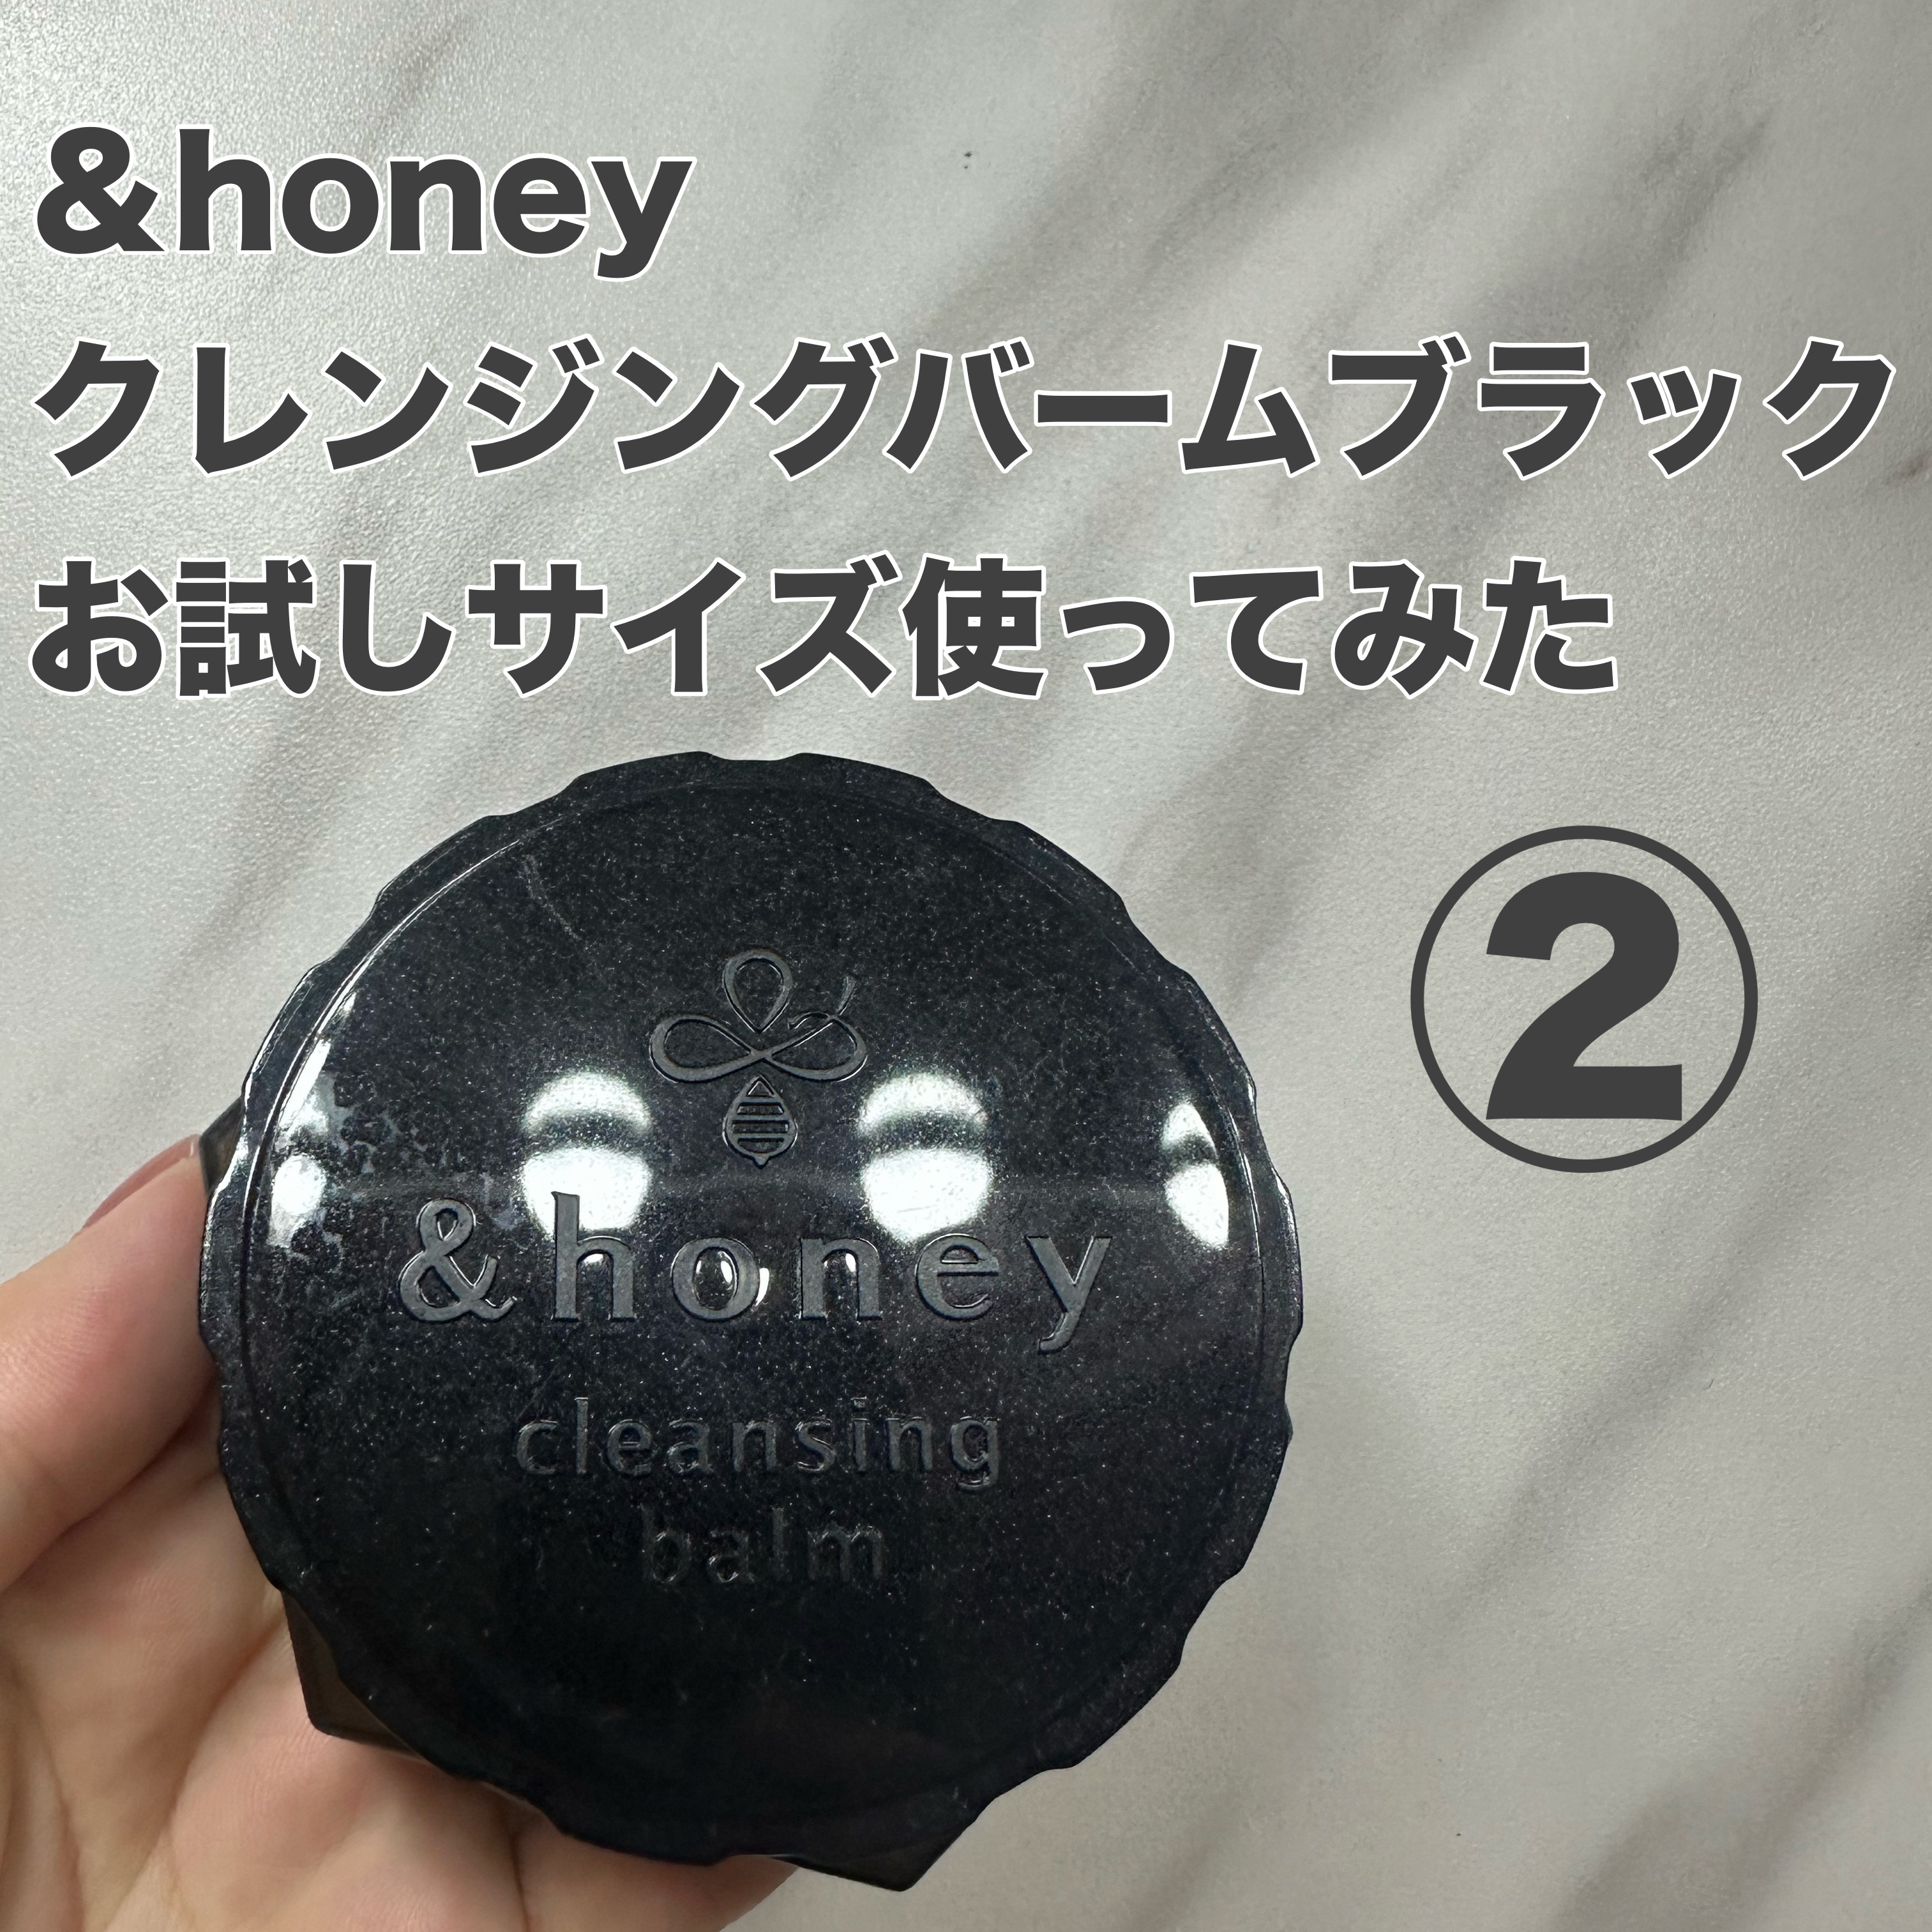 &honey
クレンジングバームブラック
お試しサイズ使ってみた
②
&honey
cleansing
balm